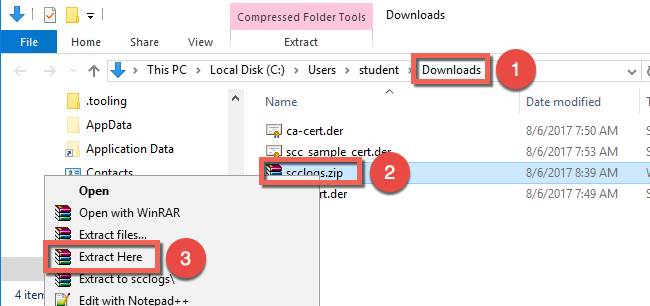 Compressed Folder Tools
Downloads
File
Home
Share
View
Extract
This PC
Local Disk (C:)
Users
student
Downloads
1
Name
Date modified
.tooling
AppData
Application Data
Contacts
ca-cert.der
8/6/2017 7:50 AM
scc_sample_cert.der
8/6/2017 7:53 AM
scclogs.zip
2
8/6/2017 8:39 AM
rt.der
8/6/2017 7:49 AM
Open
Open with WinRAR
Extract files...
Extract Here
3
Extract to scclogs\
Edit with Notepad++
4 item